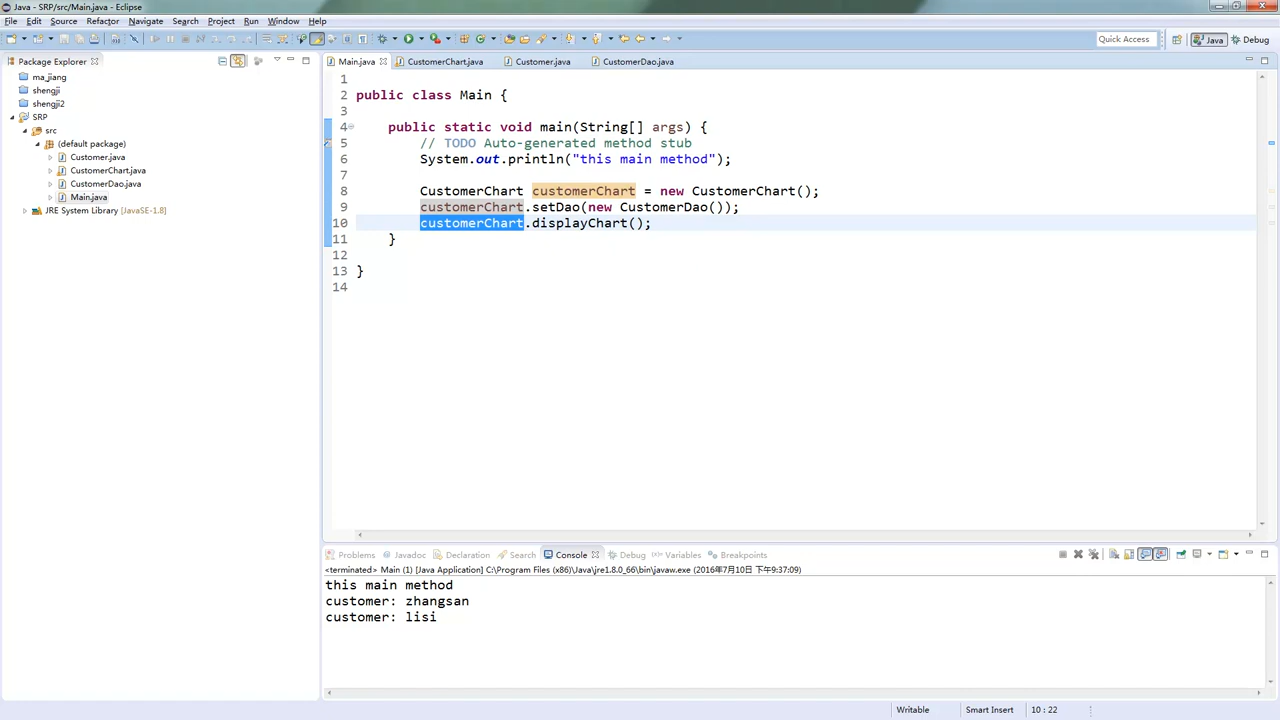 Java - SRP/src/Main.java - Eclipse
File Edit Source Refactor Navigate Search Project Run Window Help
Quick Access
Java
Debug
Package Explorer
ma_jiang
shengji
shengji2
SRP
src
(default package)
Customer.java
CustomerChart.java
CustomerDao.java
Main.java
JRE System Library [JavaSE-1.8]
Main.java CustomerChart.java Customer.java CustomerDao.java
1
2 public class Main {
3
4 public static void main(String[] args) {
5 // TODO Auto-generated method stub
6 System.out.println("this main method");
7
8 CustomerChart customerChart = new CustomerChart();
9 customerChart.setDao(new CustomerDao());
10 customerChart.displayChart();
11 }
12
13 }
14
Problems Javadoc Declaration Search Console Debug Variables Breakpoints
<terminated> Main (1) [Java Application] C:\Program Files (x86)\Java\jre1.8.0_66\bin\javaw.exe (2016年7月10日 下午9:37:09)
this main method
customer: zhangsan
customer: lisi
Writable Smart Insert 10 : 22